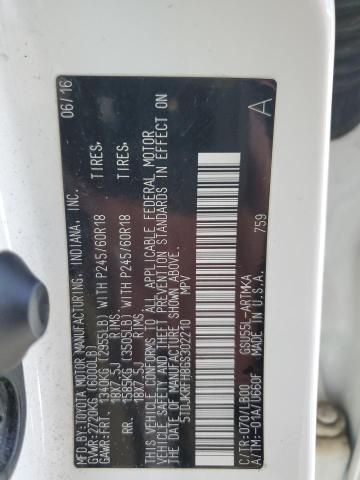 MFD.BY:TOYOTA MOTOR MANUFACTURING, INDIANA, INC. 06/16
GVWR:2720KG (6000LB)
GAWR:FRT. 1340KG (2955LB) WITH P245/60R18 TIRES,
18X7.5J RIMS,
RR. 1585KG (3505LB) WITH P245/60R18 TIRES,
18X7.5J RIMS,
THIS VEHICLE CONFORMS TO ALL APPLICABLE FEDERAL MOTOR
VEHICLE SAFETY AND THEFT PREVENTION STANDARDS IN EFFECT ON
THE DATE OF MANUFACTURE SHOWN ABOVE.
5TDJKRFH8GS302210 MPV
C/TR:070/LB00 GSU55L-ARTMKA 759 A
A/TM:-01A/U660F MADE IN U.S.A.